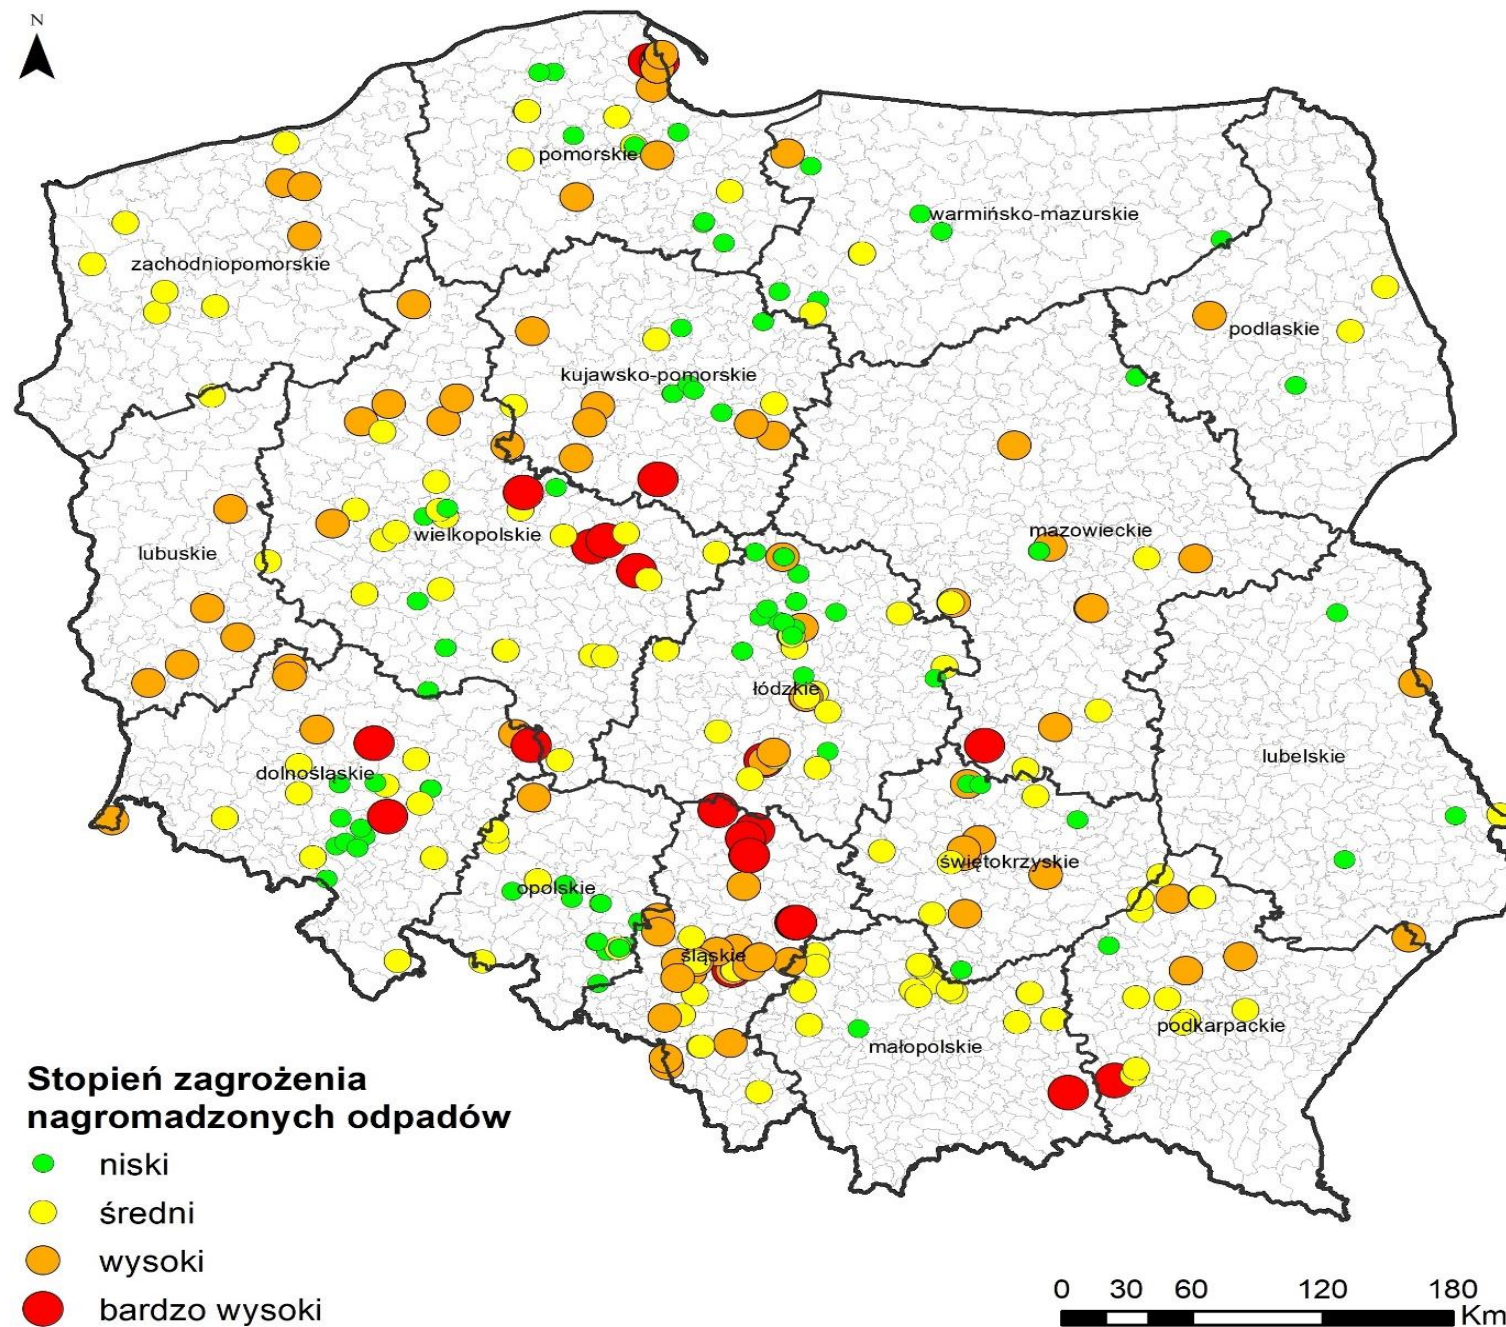 N
pomorskie
warmińsko-mazurskie
zachodniopomorskie
podlaskie
kujawsko-pomorskie
mazowieckie
wielkopolskie
lubuskie
łódzkie
lubelskie
dolnośląskie
świętokrzyskie
opolskie
śląskie
podkarpackie
małopolskie
Stopień zagrożenia
nagromadzonych odpadów
niski
średni
wysoki
bardzo wysoki
0 30 60 120 180
Km